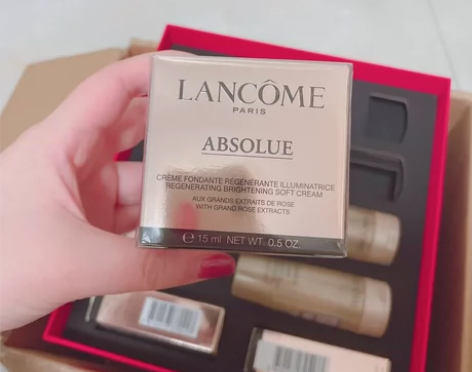 LANCÔME
PARIS
ABSOLUE
CRÈME FONDANTE RÉGÉNÉRANTE ILLUMINATRICE
REGENERATING BRIGHTENING SOFT CREAM
AUX GRANDS EXTRAITS DE ROSE
WITH GRAND ROSE EXTRACTS
℮ 15 ml NET WT. 0.5 OZ.